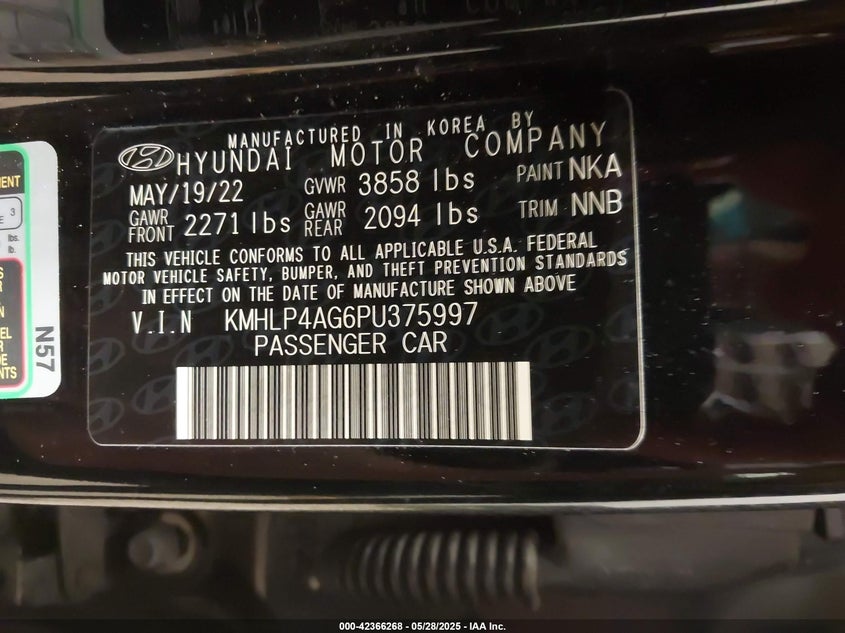 MANUFACTURED IN KOREA BY
HYUNDAI MOTOR COMPANY
MAY/19/22 GVWR 3858 lbs PAINT NKA
GAWR FRONT 2271 lbs GAWR REAR 2094 lbs TRIM NNB
THIS VEHICLE CONFORMS TO ALL APPLICABLE U.S.A. FEDERAL
MOTOR VEHICLE SAFETY, BUMPER, AND THEFT PREVENTION STANDARDS
IN EFFECT ON THE DATE OF MANUFACTURE SHOWN ABOVE
V.I.N KMHLP4AG6PU375997
PASSENGER CAR
3
lbs.
lb.
N57
000-42366268 - 05/28/2025 - IAA Inc.